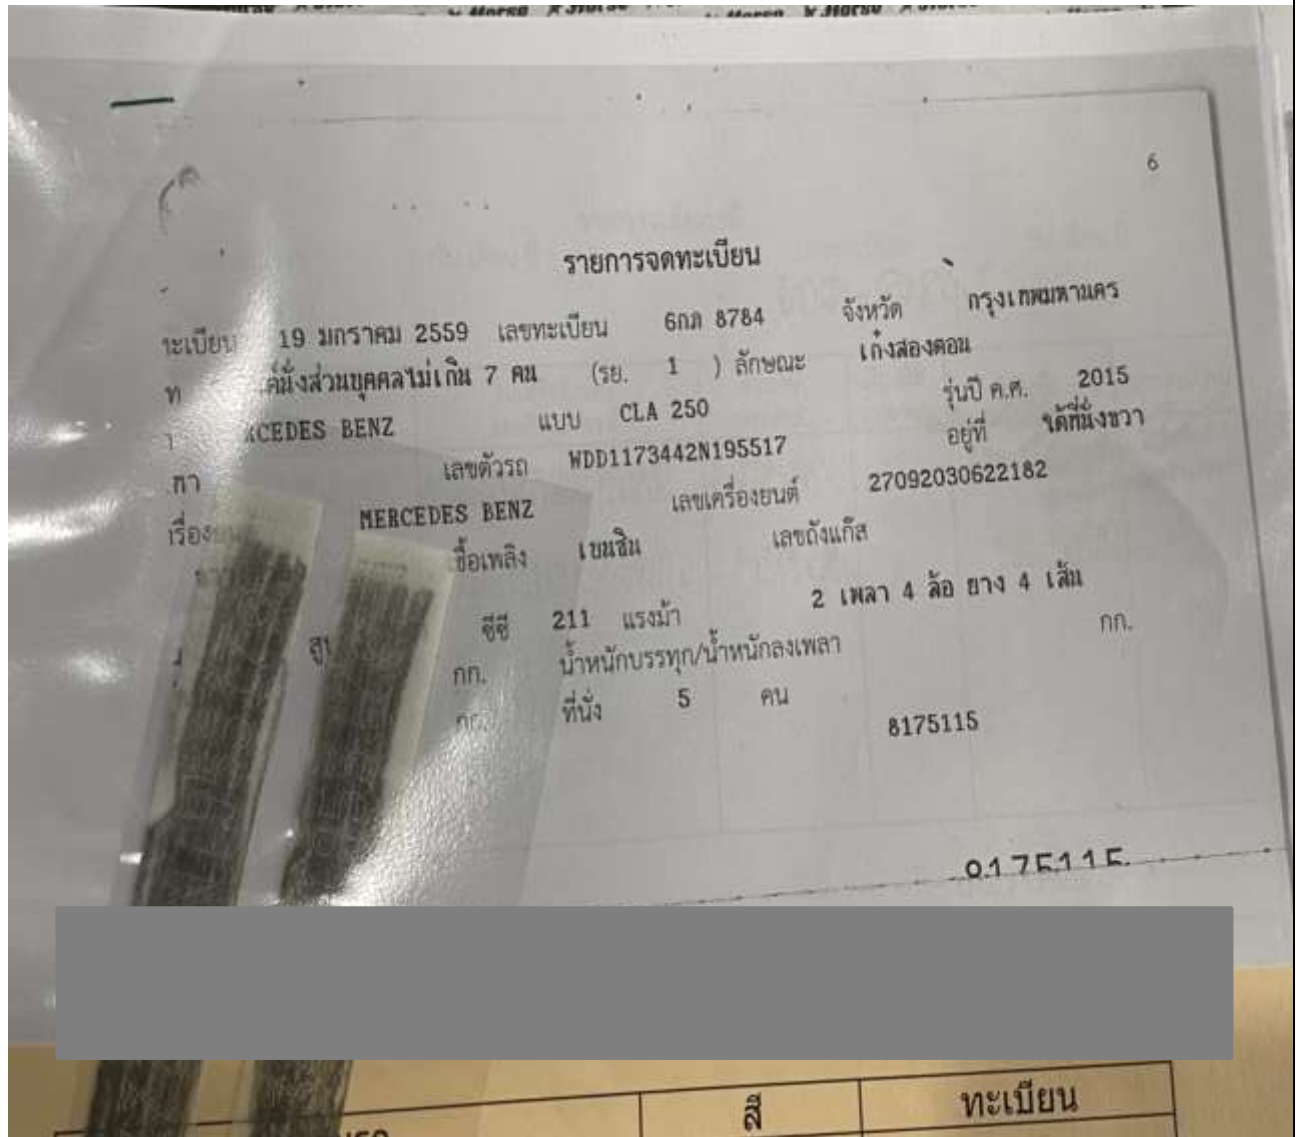 6
รายการจดทะเบียน
19 มกราคม 2559 เลขทะเบียน 6กภ 8784 จังหวัด กรุงเทพมหานคร
นั่งส่วนบุคคลไม่เกิน 7 คน (รย. 1 ) ลักษณะ เก๋งสองตอน
MERCEDES BENZ แบบ CLA 250 รุ่นปี ค.ศ. 2015
เลขตัวรถ WDD1173442N195517 อยู่ที่ ใต้ที่นั่งขวา
MERCEDES BENZ เลขเครื่องยนต์ 27092030622182
เชื้อเพลิง เบนซิน เลขถังแก๊ส
ซีซี 211 แรงม้า 2 เพลา 4 ล้อ ยาง 4 เส้น
กก. น้ำหนักบรรทุก/น้ำหนักลงเพลา กก.
กก. ที่นั่ง 5 คน
8175115
8175115
สี ทะเบียน